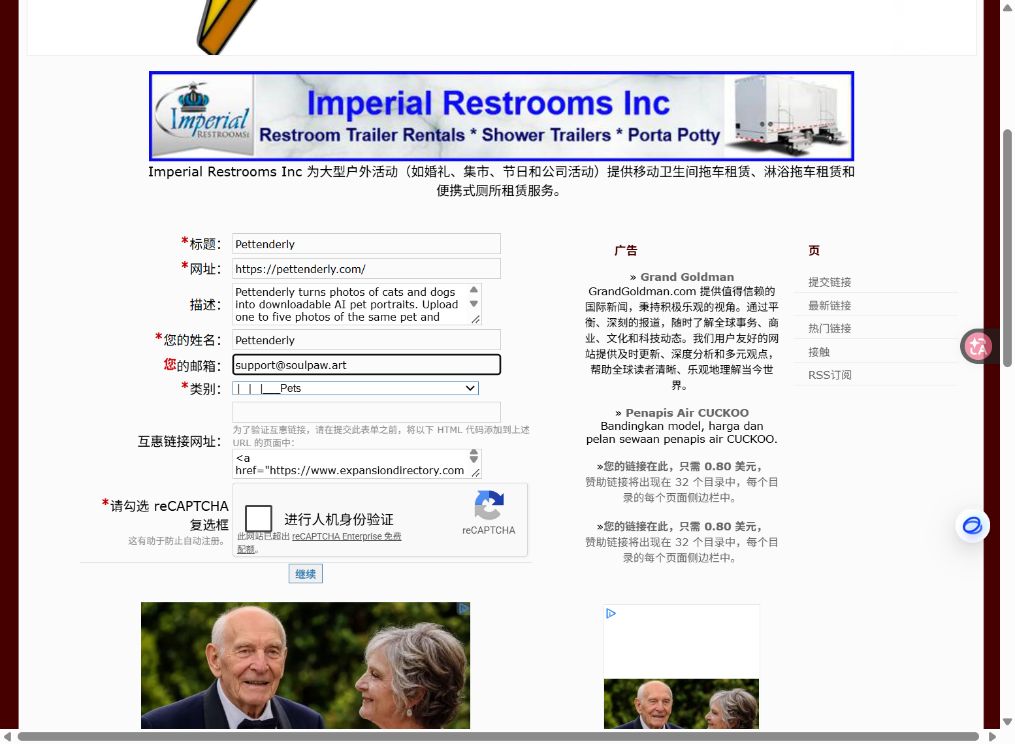 Imperial
RESTROOMS
Imperial Restrooms Inc
Restroom Trailer Rentals * Shower Trailers * Porta Potty
Imperial Restrooms Inc 为大型户外活动（如婚礼、集市、节日和公司活动）提供移动卫生间拖车租赁、淋浴拖车租赁和
便携式厕所租赁服务。
*标题：
Pettenderly
*网址：
https://pettenderly.com/
描述：
Pettenderly turns photos of cats and dogs
into downloadable AI pet portraits. Upload
one to five photos of the same pet and
*您的姓名：
Pettenderly
您的邮箱：
support@soulpaw.art
*类别：
| | |___Pets
互惠链接网址：
为了验证互惠链接，请在提交此表单之前，将以下 HTML 代码添加到上述
URL 的页面中：
<a
href="https://www.expansiondirectory.com
*请勾选 reCAPTCHA
复选框
这有助于防止自动注册。
进行人机身份验证
此网站已超出 reCAPTCHA Enterprise 免费
配额。
reCAPTCHA
继续
广告
» Grand Goldman
GrandGoldman.com 提供值得信赖的
国际新闻，秉持积极乐观的视角。通过平
衡、深刻的报道，随时了解全球事务、商
业、文化和科技动态。我们用户友好的网
站提供及时更新、深度分析和多元观点，
帮助全球读者清晰、乐观地理解当今世
界。
» Penapis Air CUCKOO
Bandingkan model, harga dan
pelan sewaan penapis air CUCKOO.
»您的链接在此，只需 0.80 美元，
赞助链接将出现在 32 个目录中，每个目
录的每个页面侧边栏中。
»您的链接在此，只需 0.80 美元，
赞助链接将出现在 32 个目录中，每个目
录的每个页面侧边栏中。
页
提交链接
最新链接
热门链接
接触
RSS订阅